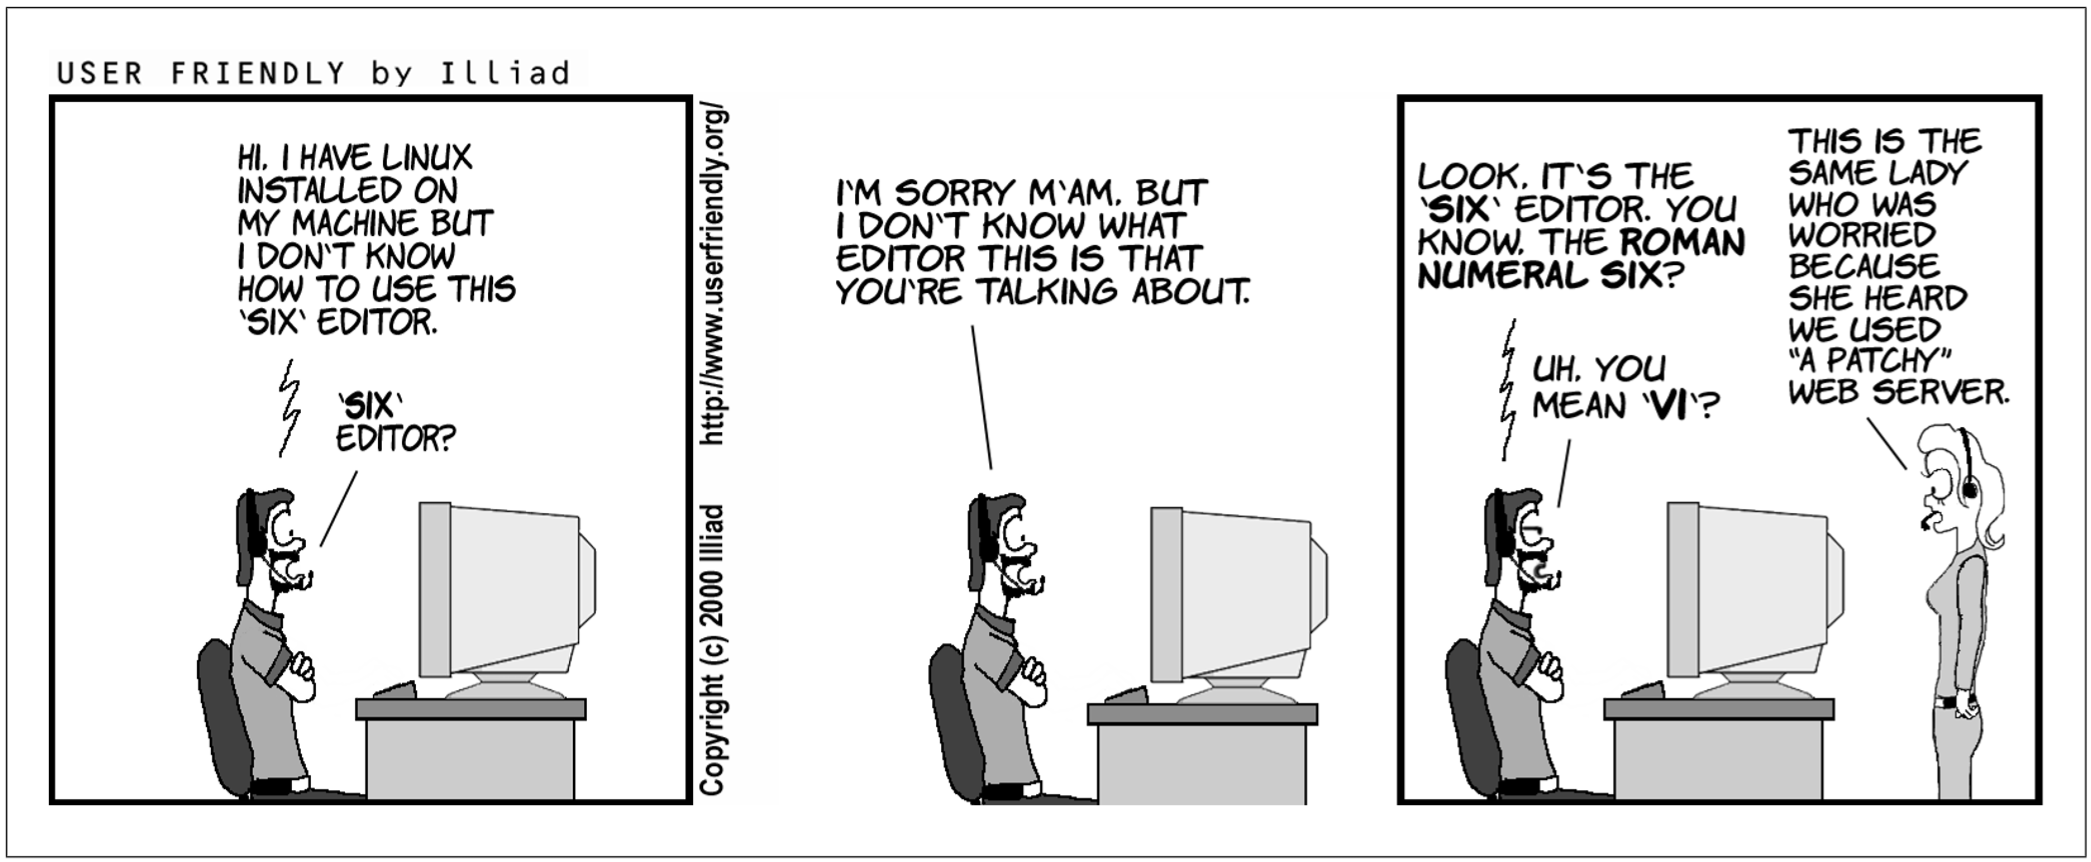 USER FRIENDLY by Illiad
HI. I HAVE LINUX
INSTALLED ON
MY MACHINE BUT
I DON'T KNOW
HOW TO USE THIS
'SIX' EDITOR.
'SIX'
EDITOR?
Copyright (c) 2000 Illiad http://www.userfriendly.org/
I'M SORRY M'AM. BUT
I DON'T KNOW WHAT
EDITOR THIS IS THAT
YOU'RE TALKING ABOUT.
LOOK. IT'S THE
'SIX' EDITOR. YOU
KNOW. THE ROMAN
NUMERAL SIX?
UH. YOU
MEAN 'VI'?
THIS IS THE
SAME LADY
WHO WAS
WORRIED
BECAUSE
SHE HEARD
WE USED
"A PATCHY"
WEB SERVER.